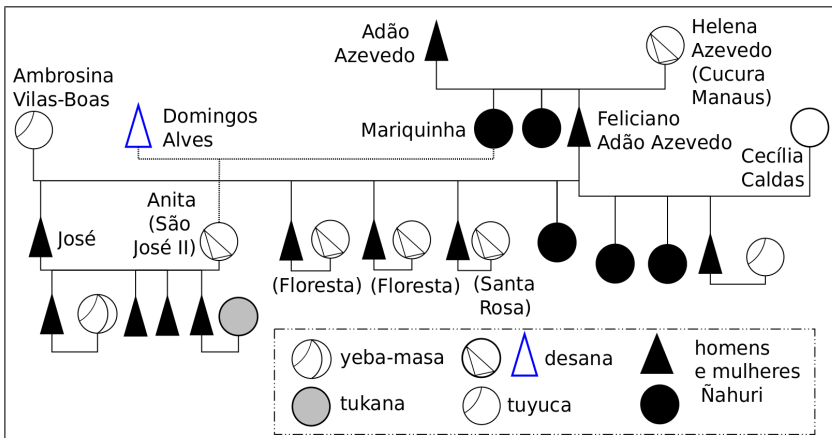 Adão
Azevedo
Helena
Azevedo
(Cucura
Manaus)
Ambrosina
Vilas-Boas
Domingos
Alves
Mariquinha
Feliciano
Adão Azevedo
Cecília
Caldas
José
Anita
(São
José II)
(Floresta)
(Floresta)
(Santa
Rosa)
yeba-masa
desana
homens
e mulheres
Ñahuri
tukana
tuyuca